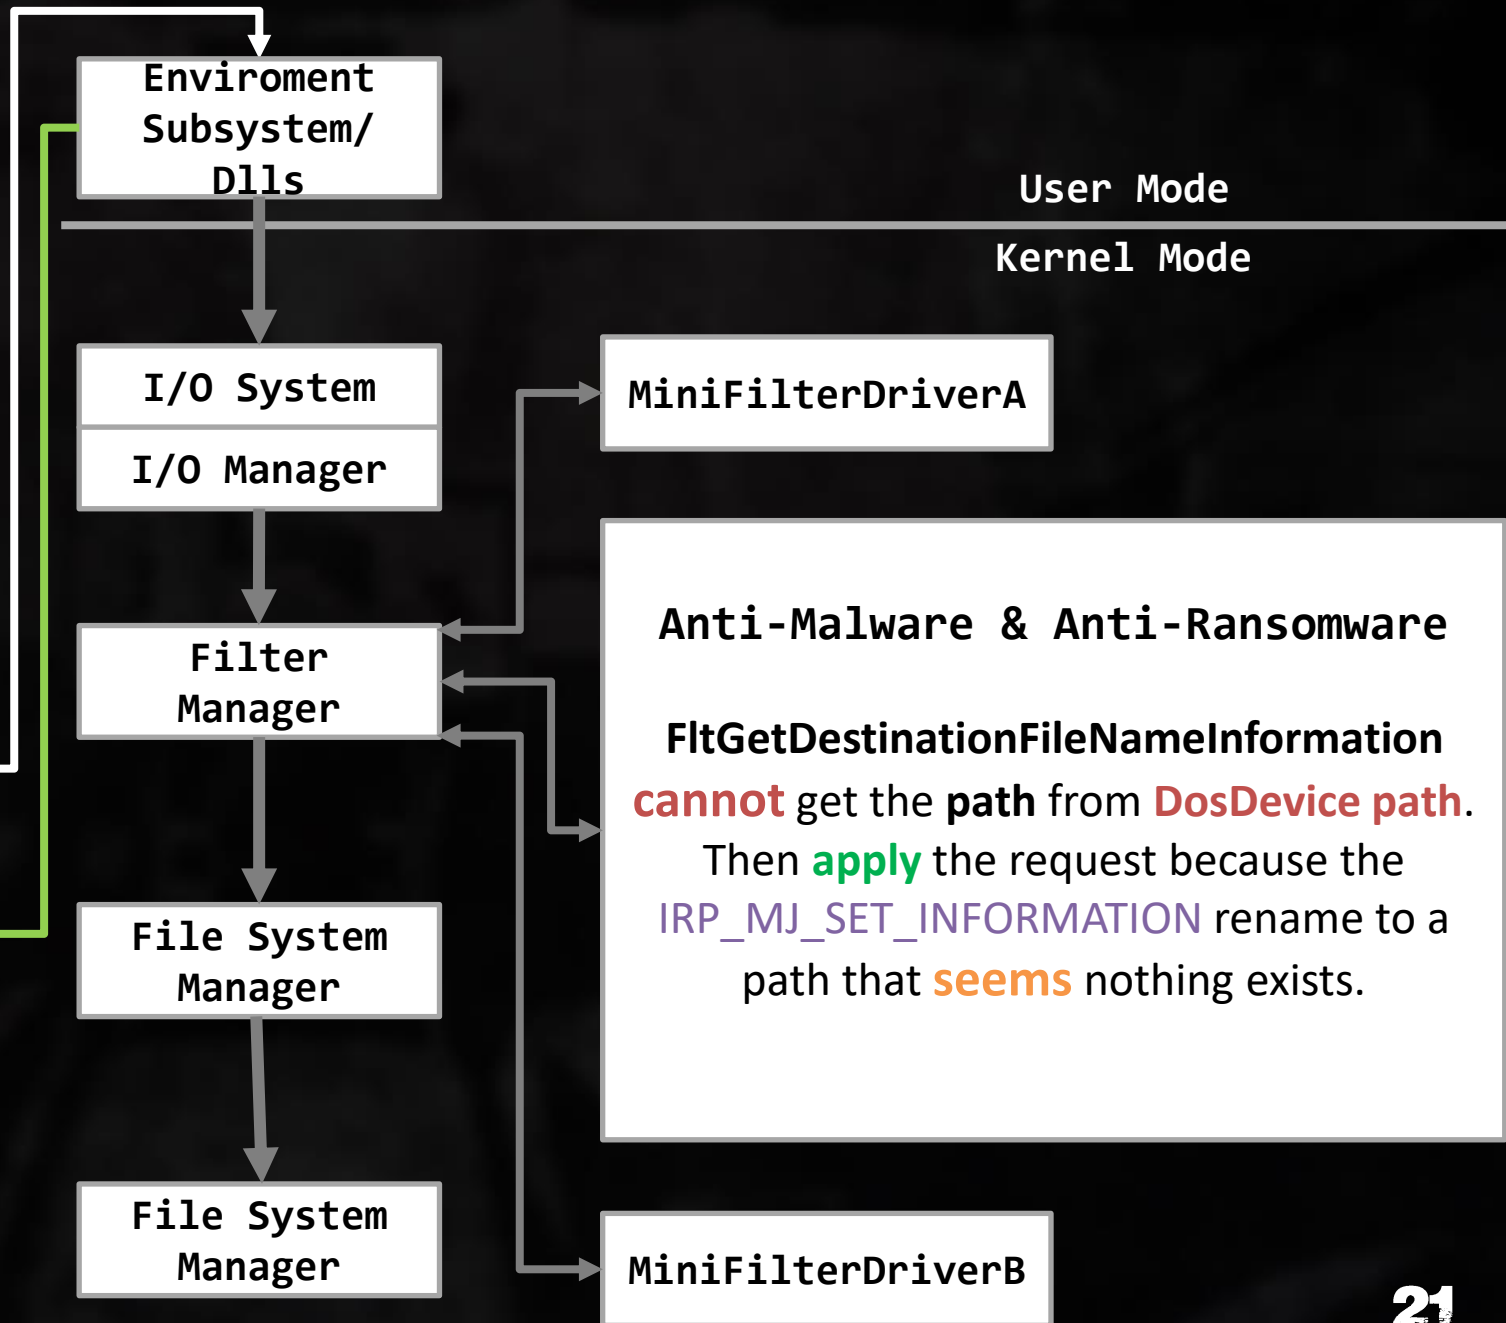 Enviroment
Subsystem/
Dlls
User Mode
Kernel Mode
I/O System
I/O Manager
MiniFilterDriverA
Filter
Manager
Anti-Malware & Anti-Ransomware
FltGetDestinationFileNameInformation
cannot get the path from DosDevice path.
Then apply the request because the
IRP_MJ_SET_INFORMATION rename to a
path that seems nothing exists.
File System
Manager
File System
Manager
MiniFilterDriverB
21